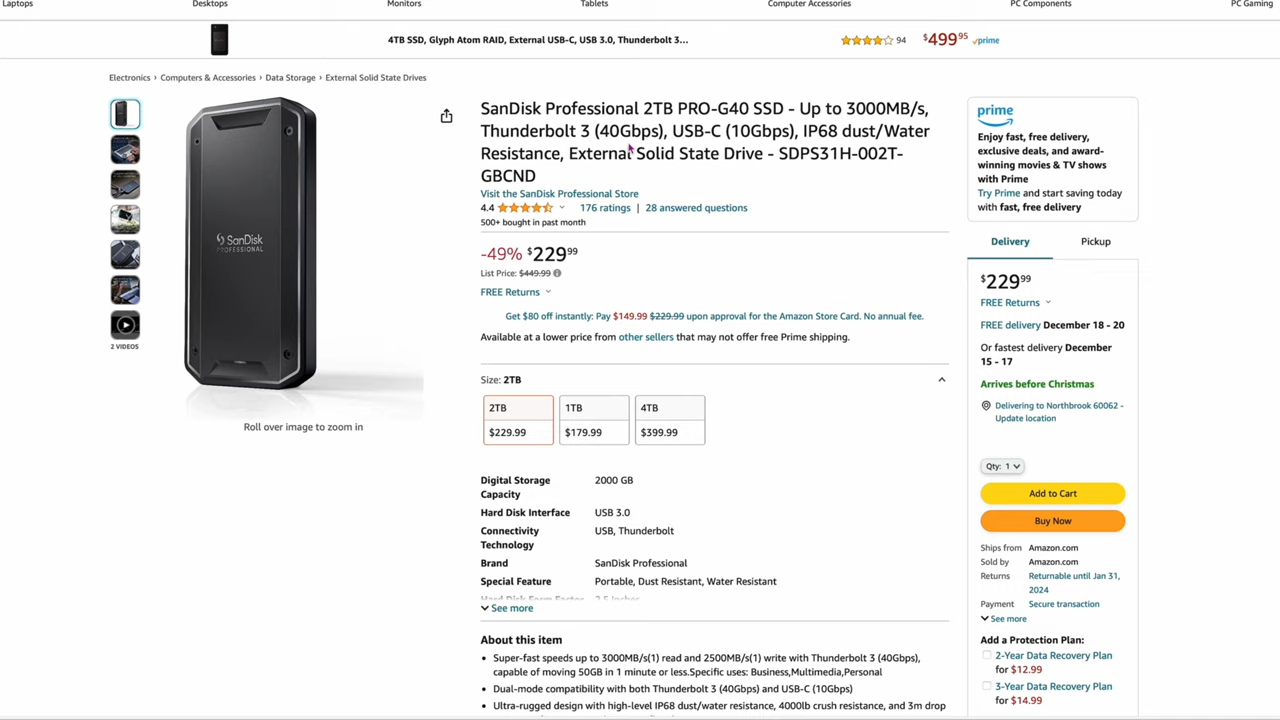 Laptops Desktops Monitors Tablets Computer Accessories PC Components PC Gaming
4TB SSD, Glyph Atom RAID, External USB-C, USB 3.0, Thunderbolt 3... 94 $499 95 prime
Electronics › Computers & Accessories › Data Storage › External Solid State Drives
SanDisk
PROFESSIONAL
2 VIDEOS
Roll over image to zoom in
SanDisk Professional 2TB PRO-G40 SSD - Up to 3000MB/s,
Thunderbolt 3 (40Gbps), USB-C (10Gbps), IP68 dust/Water
Resistance, External Solid State Drive - SDPS31H-002T-
GBCND
Visit the SanDisk Professional Store
4.4 176 ratings | 28 answered questions
500+ bought in past month
-49% $229 99
List Price: $449.99
FREE Returns
Get $80 off instantly: Pay $149.99 $229.99 upon approval for the Amazon Store Card. No annual fee.
Available at a lower price from other sellers that may not offer free Prime shipping.
Size: 2TB
2TB 1TB 4TB
$229.99 $179.99 $399.99
Digital Storage 2000 GB
Capacity
Hard Disk Interface USB 3.0
Connectivity USB, Thunderbolt
Technology
Brand SanDisk Professional
Special Feature Portable, Dust Resistant, Water Resistant
Hard Disk Form Factor 2.5 Inches
See more
About this item
• Super-fast speeds up to 3000MB/s(1) read and 2500MB/s(1) write with Thunderbolt 3 (40Gbps),
capable of moving 50GB in 1 minute or less.Specific uses: Business,Multimedia,Personal
• Dual-mode compatibility with both Thunderbolt 3 (40Gbps) and USB-C (10Gbps)
• Ultra-rugged design with high-level IP68 dust/water resistance, 4000lb crush resistance, and 3m drop
prime
Enjoy fast, free delivery,
exclusive deals, and award-
winning movies & TV shows
with Prime
Try Prime and start saving today
with fast, free delivery
Delivery Pickup
$229 99
FREE Returns
FREE delivery December 18 - 20
Or fastest delivery December
15 - 17
Arrives before Christmas
Delivering to Northbrook 60062 -
Update location
Qty: 1
Add to Cart
Buy Now
Ships from Amazon.com
Sold by Amazon.com
Returns Returnable until Jan 31,
2024
Payment Secure transaction
See more
Add a Protection Plan:
2-Year Data Recovery Plan
for $12.99
3-Year Data Recovery Plan
for $14.99